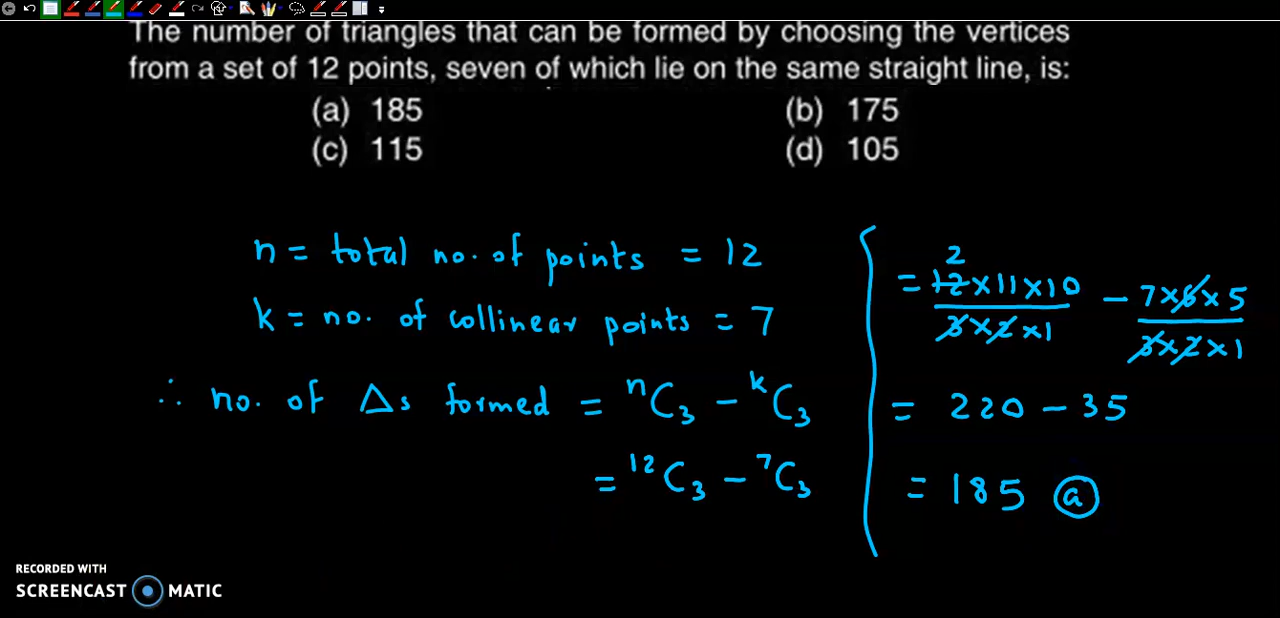 The number of triangles that can be formed by choosing the vertices
from a set of 12 points, seven of which lie on the same straight line, is:
(a) 185 (b) 175
(c) 115 (d) 105
n = total no. of points = 12
k = no. of collinear points = 7
∴ no. of Δs formed = ⁿC₃ − ᵏC₃
= ¹²C₃ − ⁷C₃
2
= 12×11×10 / 3×2×1 − 7×6×5 / 3×2×1
= 220 − 35
= 185 ⓐ
RECORDED WITH
SCREENCAST MATIC